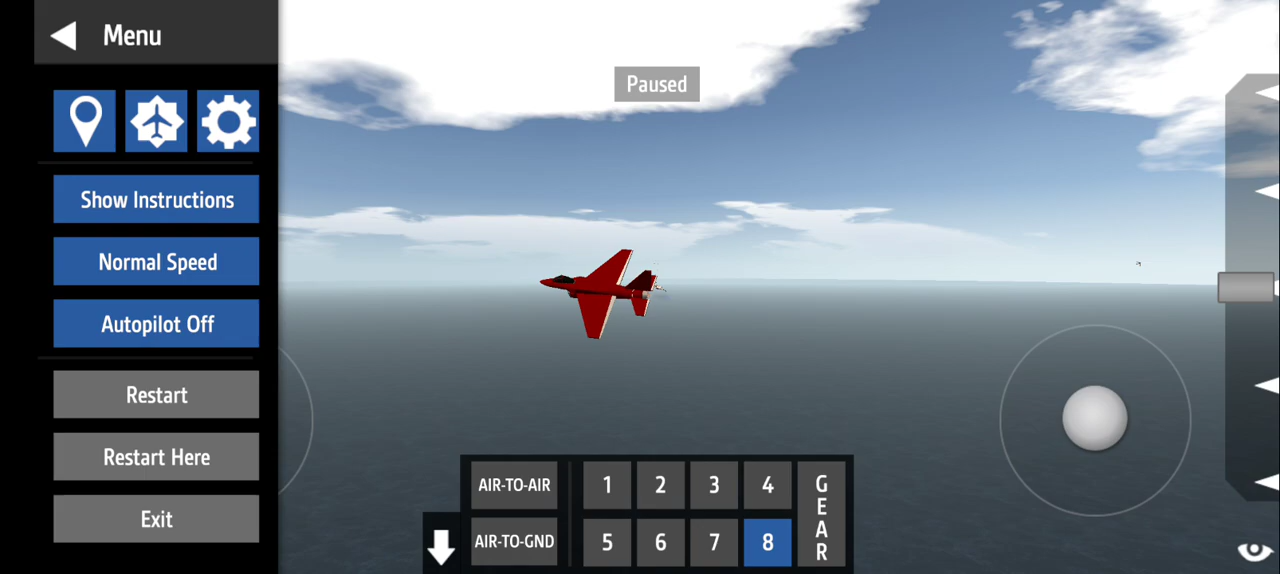 Menu
Paused
Show Instructions
Normal Speed
Autopilot Off
Restart
Restart Here
Exit
AIR-TO-AIR
1 2 3 4
AIR-TO-GND
5 6 7 8
GEAR